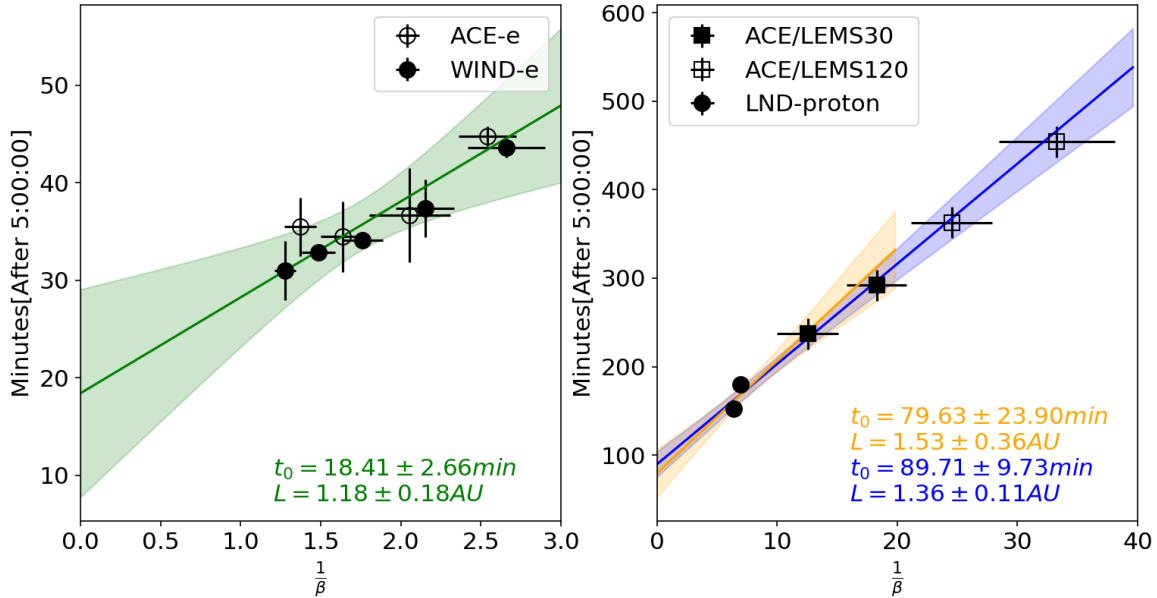 Minutes[After 5:00:00]
50
40
30
20
10
0.0 0.5 1.0 1.5 2.0 2.5 3.0
1/β
ACE-e
WIND-e
t₀ = 18.41 ± 2.66min
L = 1.18 ± 0.18AU
Minutes[After 5:00:00]
600
500
400
300
200
100
0 10 20 30 40
1/β
ACE/LEMS30
ACE/LEMS120
LND-proton
t₀ = 79.63 ± 23.90min
L = 1.53 ± 0.36AU
t₀ = 89.71 ± 9.73min
L = 1.36 ± 0.11AU